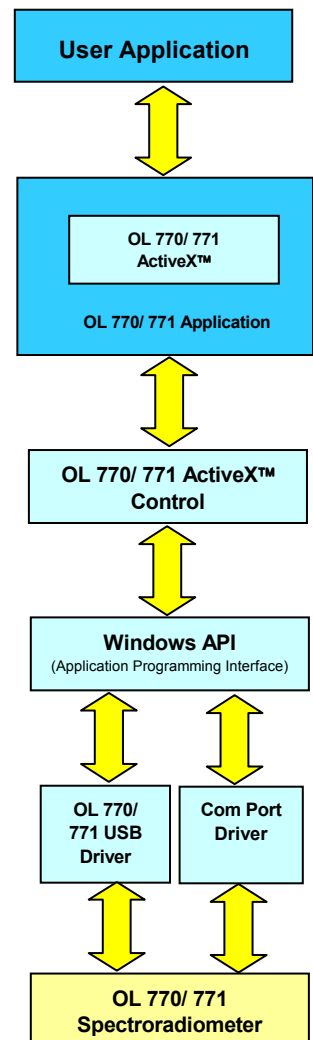 User Application
OL 770/ 771
ActiveX™
OL 770/ 771 Application
OL 770/ 771 ActiveX™
Control
Windows API
(Application Programming Interface)
OL 770/
771 USB
Driver
Com Port
Driver
OL 770/ 771
Spectroradiometer